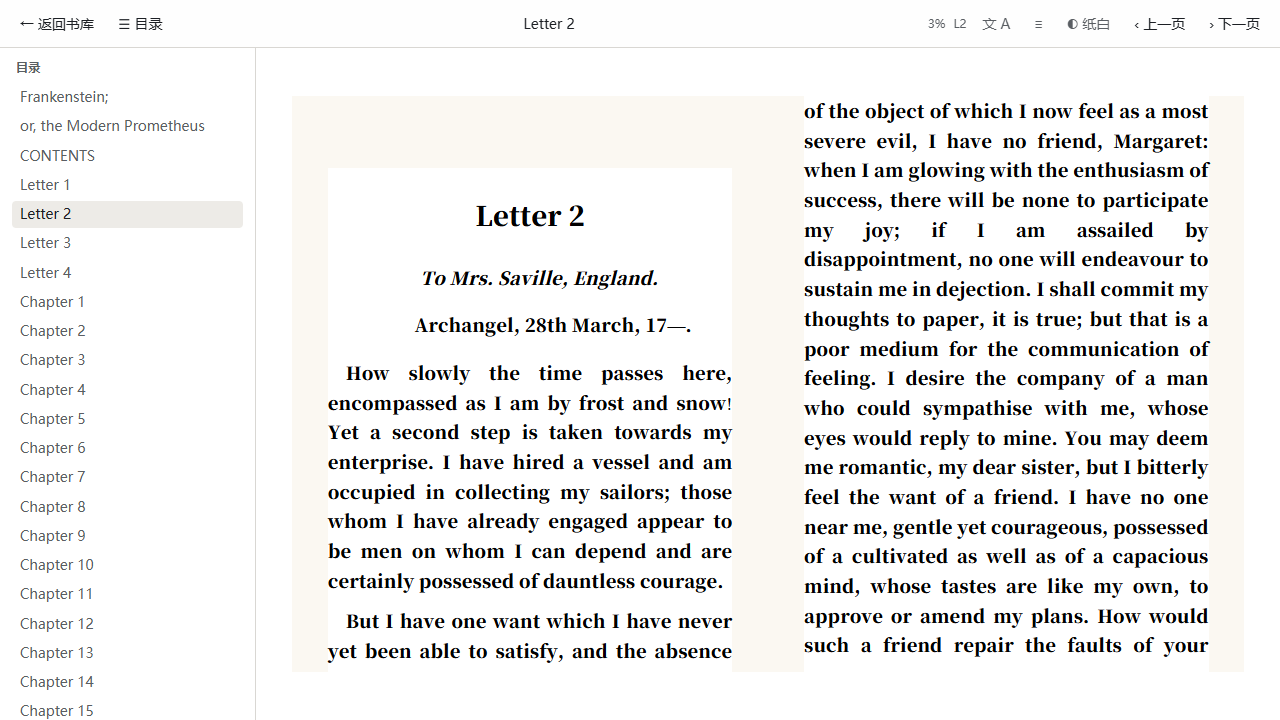 ← 返回书库
☰ 目录
Letter 2
3%
L2
文 A
≡
◐ 纸白
‹ 上一页
› 下一页
目录
Frankenstein;
or, the Modern Prometheus
CONTENTS
Letter 1
Letter 2
Letter 3
Letter 4
Chapter 1
Chapter 2
Chapter 3
Chapter 4
Chapter 5
Chapter 6
Chapter 7
Chapter 8
Chapter 9
Chapter 10
Chapter 11
Chapter 12
Chapter 13
Chapter 14
Chapter 15
Letter 2
To Mrs. Saville, England.
Archangel, 28th March, 17—.
How slowly the time passes here,
encompassed as I am by frost and snow!
Yet a second step is taken towards my
enterprise. I have hired a vessel and am
occupied in collecting my sailors; those
whom I have already engaged appear to
be men on whom I can depend and are
certainly possessed of dauntless courage.
But I have one want which I have never
yet been able to satisfy, and the absence
of the object of which I now feel as a most
severe evil, I have no friend, Margaret:
when I am glowing with the enthusiasm of
success, there will be none to participate
my joy; if I am assailed by
disappointment, no one will endeavour to
sustain me in dejection. I shall commit my
thoughts to paper, it is true; but that is a
poor medium for the communication of
feeling. I desire the company of a man
who could sympathise with me, whose
eyes would reply to mine. You may deem
me romantic, my dear sister, but I bitterly
feel the want of a friend. I have no one
near me, gentle yet courageous, possessed
of a cultivated as well as of a capacious
mind, whose tastes are like my own, to
approve or amend my plans. How would
such a friend repair the faults of your